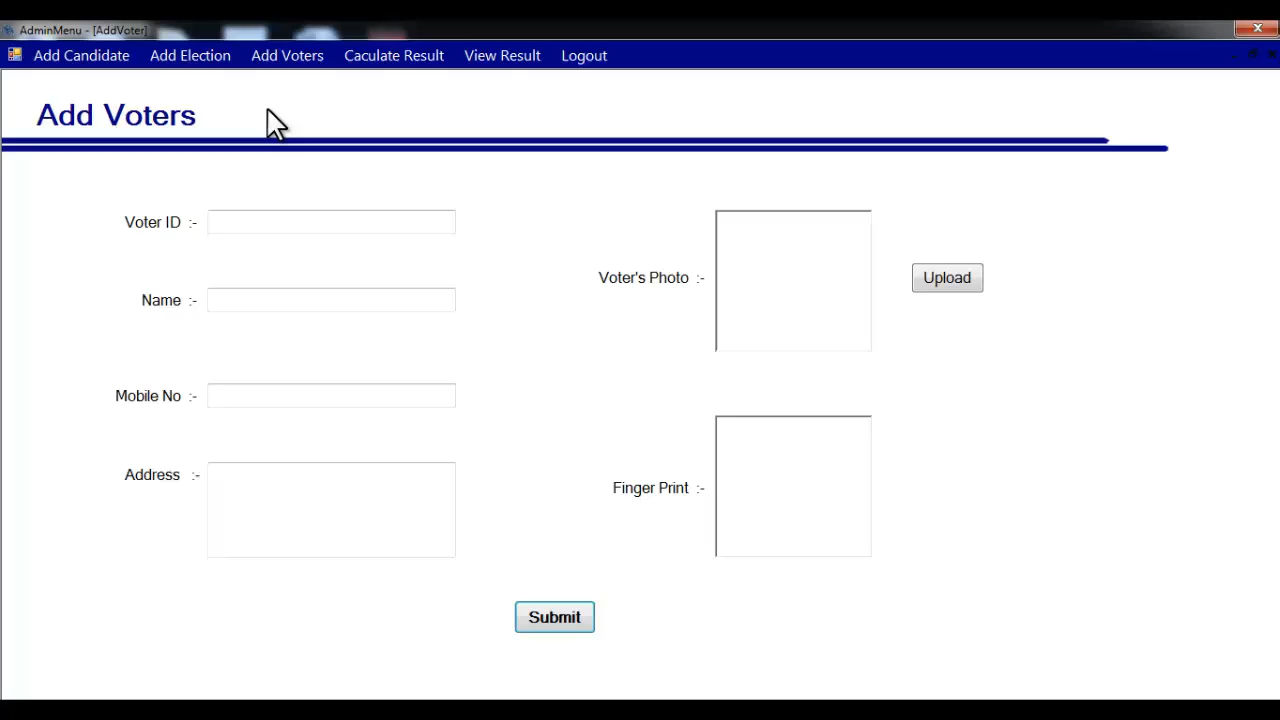 AdminMenu - [AddVoter]
Add Candidate Add Election Add Voters Caculate Result View Result Logout
Add Voters
Voter ID :-
Name :-
Mobile No :-
Address :-
Voter's Photo :-
Upload
Finger Print :-
Submit